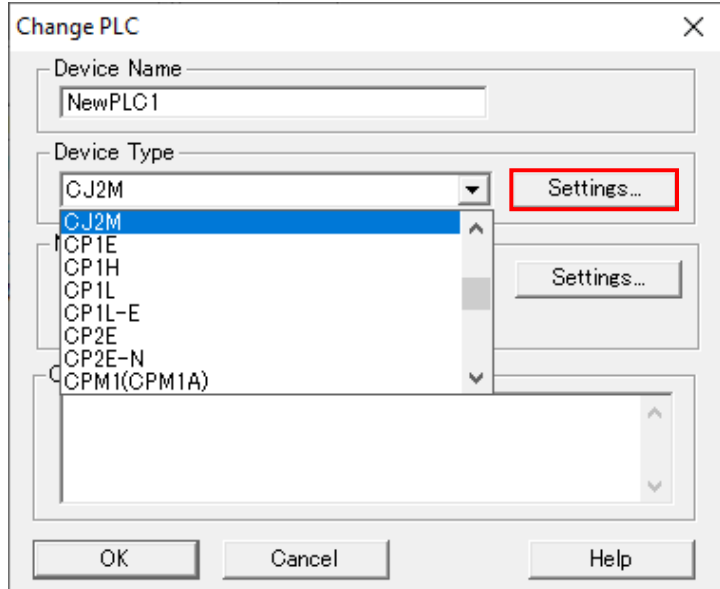 Change PLC
Device Name
NewPLC1
Device Type
CJ2M
Settings...
CJ2M
CP1E
CP1H
Settings...
CP1L
CP1L-E
CP2E
CP2E-N
CPM1(CPM1A)
OK
Cancel
Help